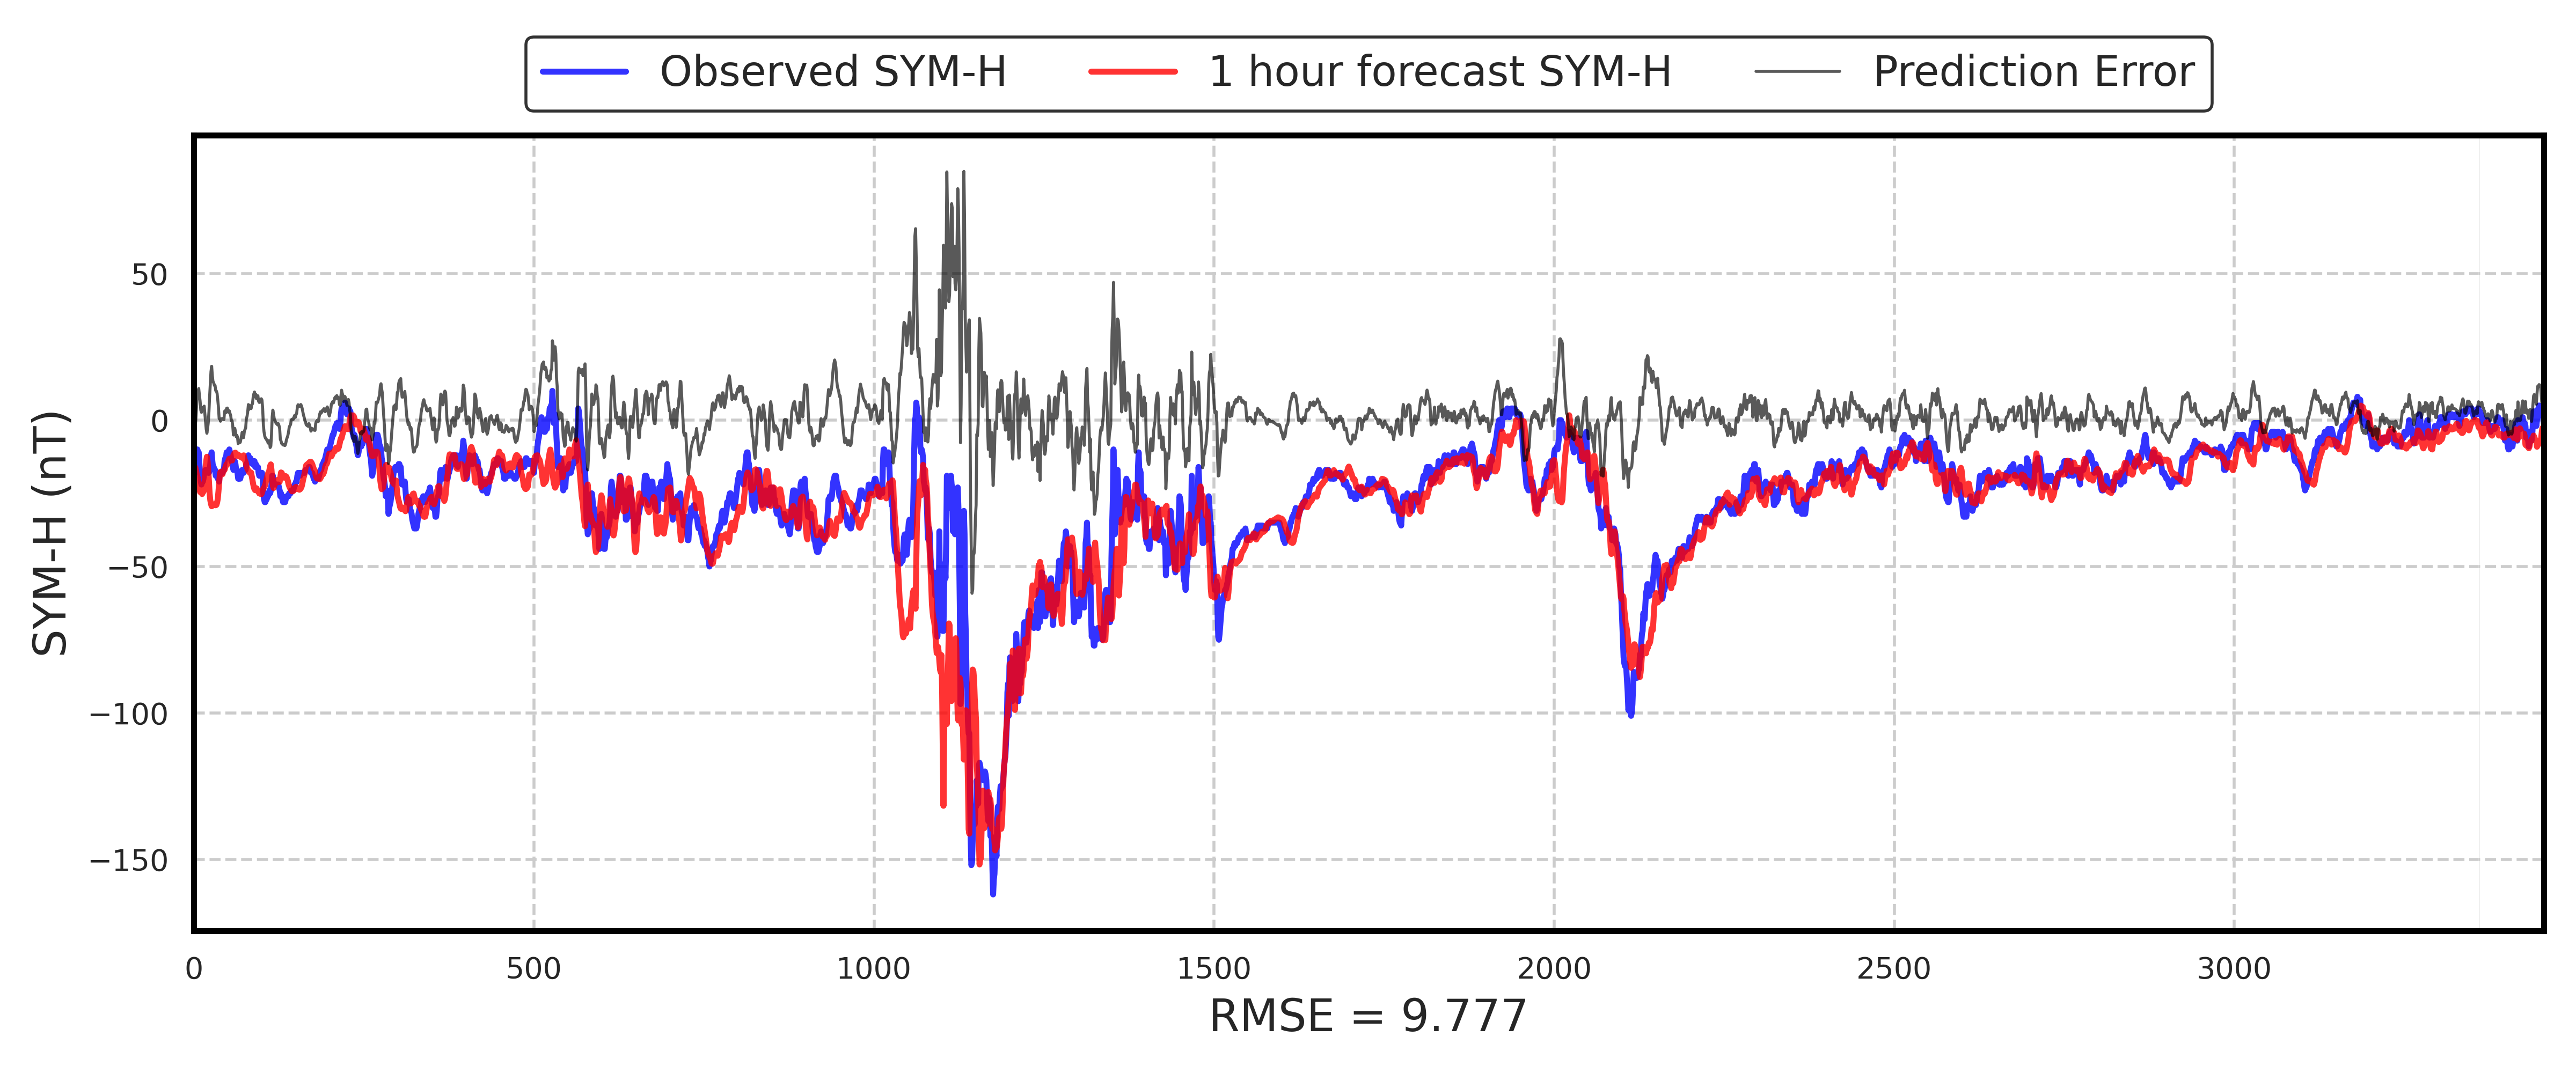 Observed SYM-H 1 hour forecast SYM-H Prediction Error
SYM-H (nT)
50
0
−50
−100
−150
0 500 1000 1500 2000 2500 3000
RMSE = 9.777